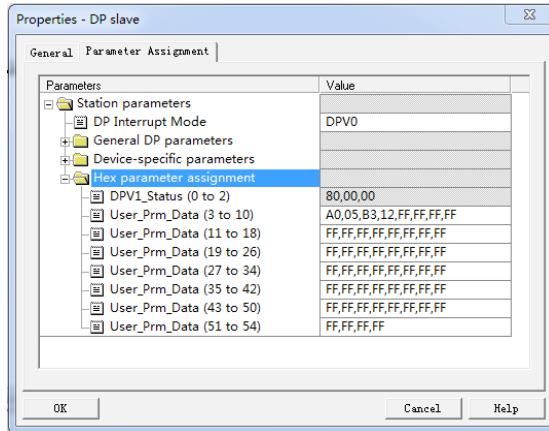 Properties - DP slave
General Parameter Assignment
Parameters Value
Station parameters
DP Interrupt Mode DPV0
General DP parameters
Device-specific parameters
Hex parameter assignment
DPV1_Status (0 to 2) 80,00,00
User_Prm_Data (3 to 10) A0,05,B3,12,FF,FF,FF,FF
User_Prm_Data (11 to 18) FF,FF,FF,FF,FF,FF,FF,FF
User_Prm_Data (19 to 26) FF,FF,FF,FF,FF,FF,FF,FF
User_Prm_Data (27 to 34) FF,FF,FF,FF,FF,FF,FF,FF
User_Prm_Data (35 to 42) FF,FF,FF,FF,FF,FF,FF,FF
User_Prm_Data (43 to 50) FF,FF,FF,FF,FF,FF,FF,FF
User_Prm_Data (51 to 54) FF,FF,FF,FF
OK Cancel Help